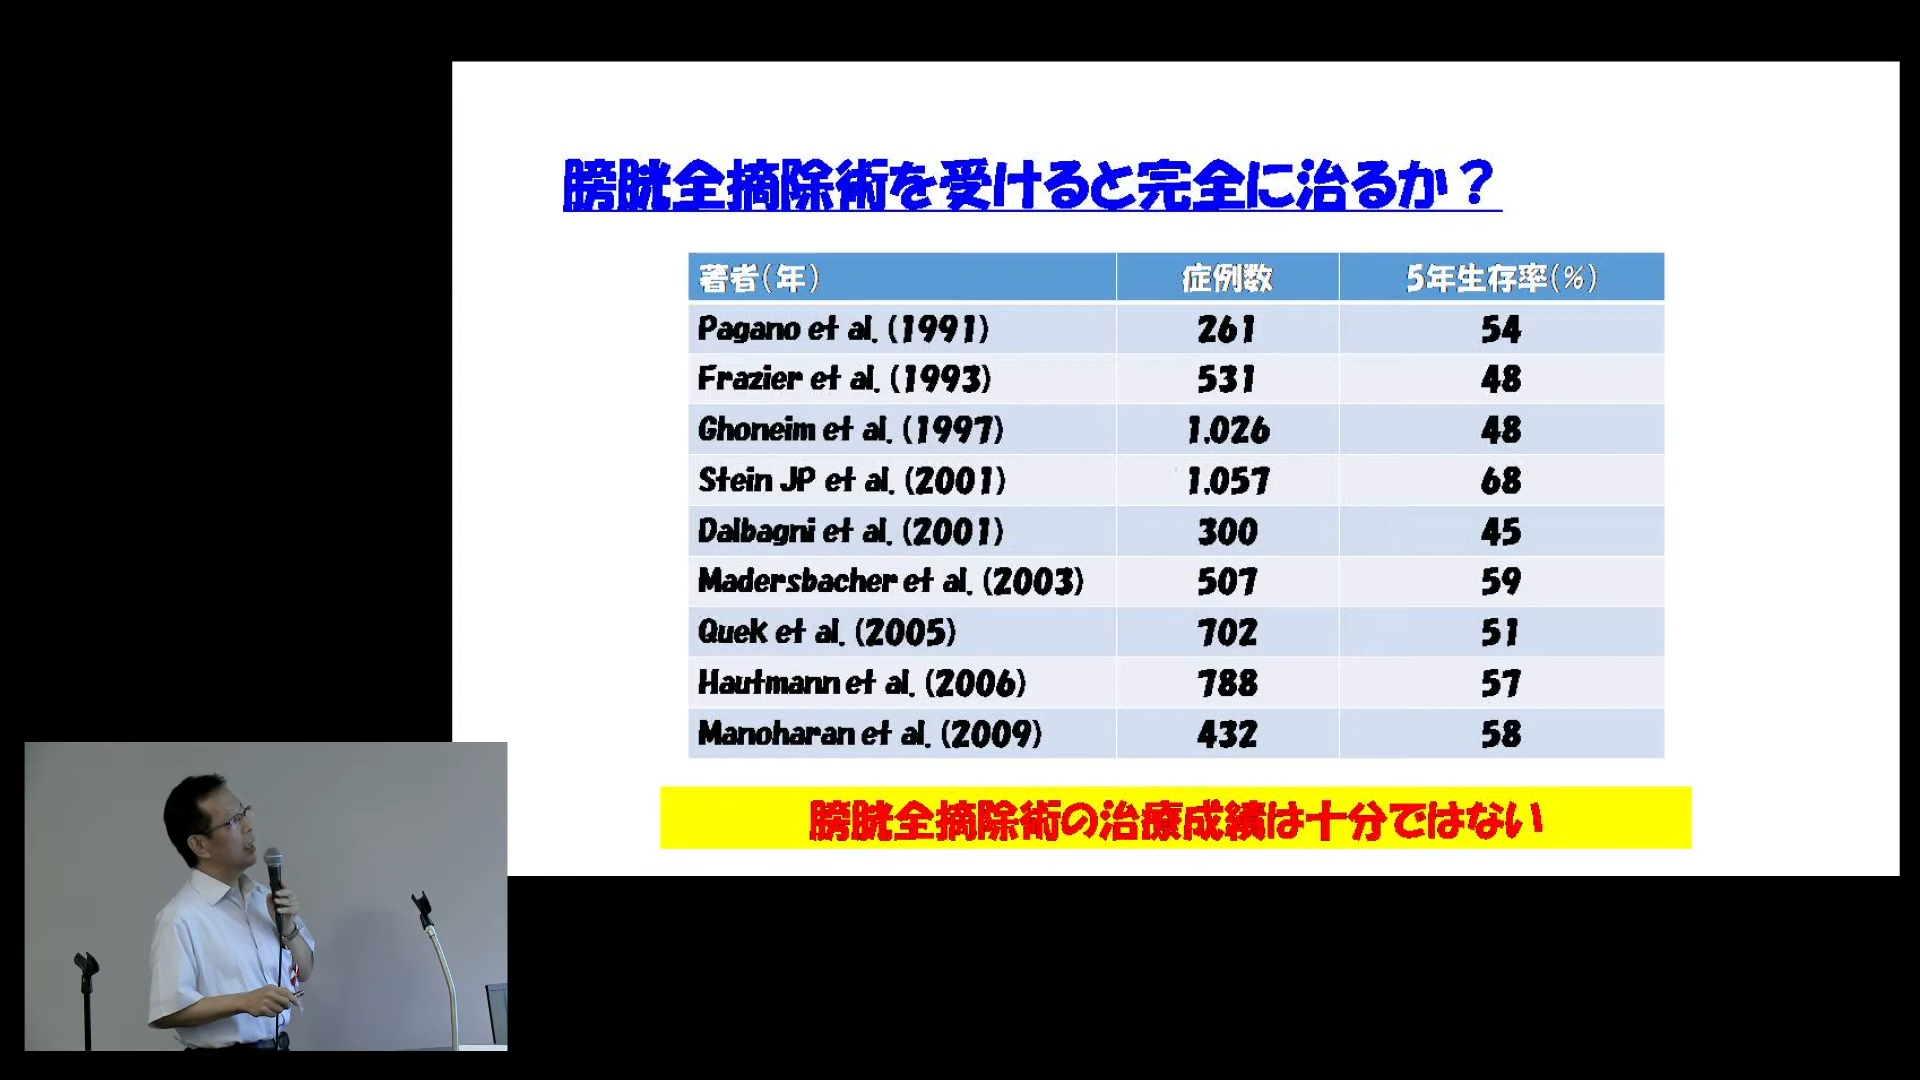 膀胱全摘除術を受けると完全に治るか？
著者(年) 症例数 5年生存率(%)
Pagano et al. (1991) 261 54
Frazier et al. (1993) 531 48
Ghoneim et al. (1997) 1.026 48
Stein JP et al. (2001) 1.057 68
Dalbagni et al. (2001) 300 45
Madersbacher et al. (2003) 507 59
Quek et al. (2005) 702 51
Hautmann et al. (2006) 788 57
Manoharan et al. (2009) 432 58
膀胱全摘除術の治療成績は十分ではない